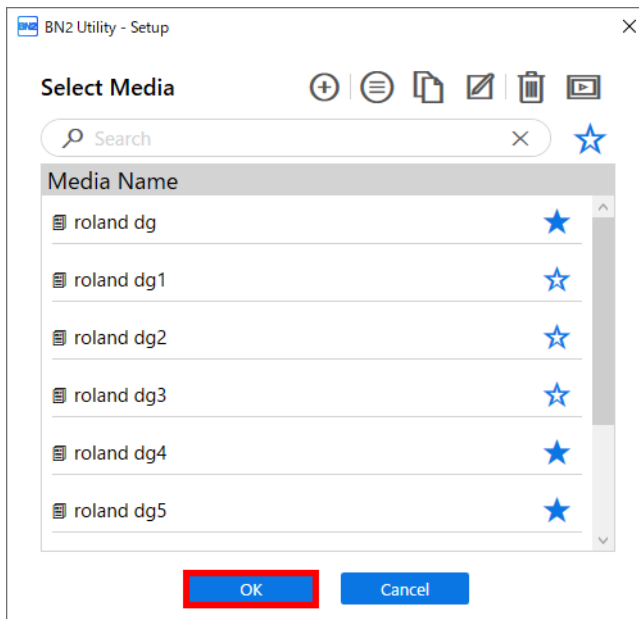 BN2 BN2 Utility - Setup
Select Media
Search
Media Name
roland dg
roland dg1
roland dg2
roland dg3
roland dg4
roland dg5
OK Cancel